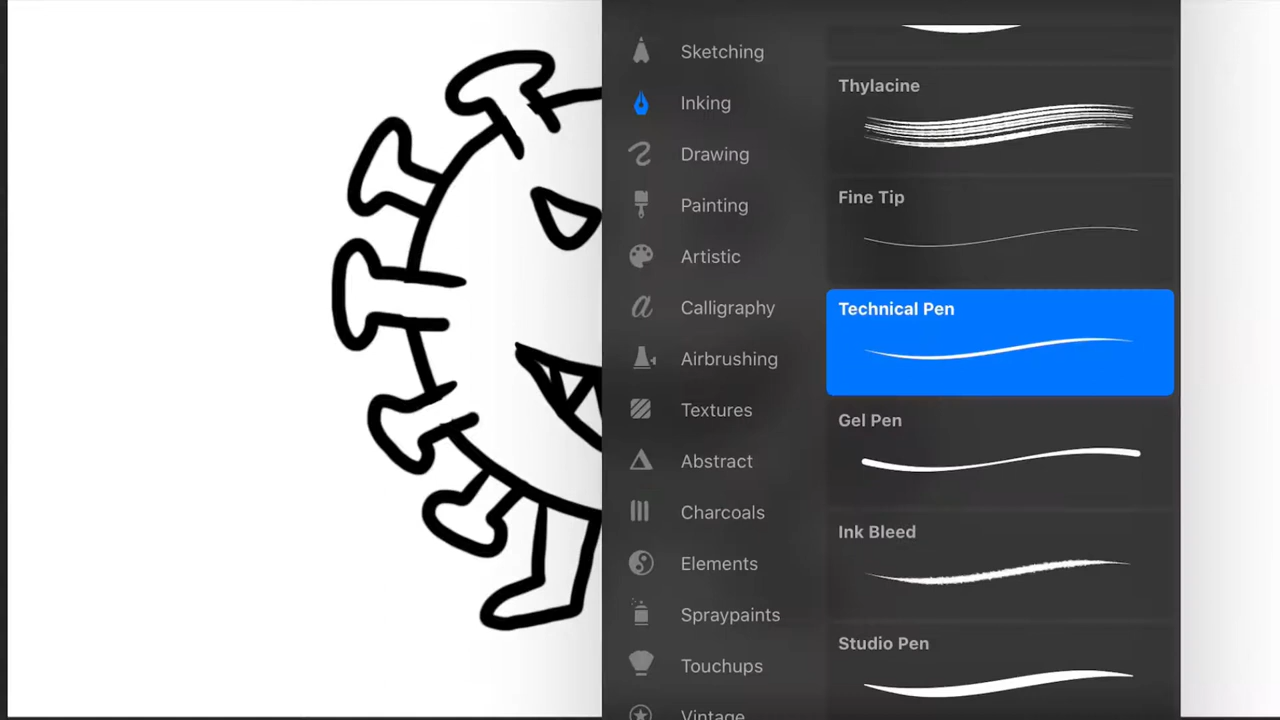 Sketching
Inking
Drawing
Painting
Artistic
Calligraphy
Airbrushing
Textures
Abstract
Charcoals
Elements
Spraypaints
Touchups
Vintage
Thylacine
Fine Tip
Technical Pen
Gel Pen
Ink Bleed
Studio Pen